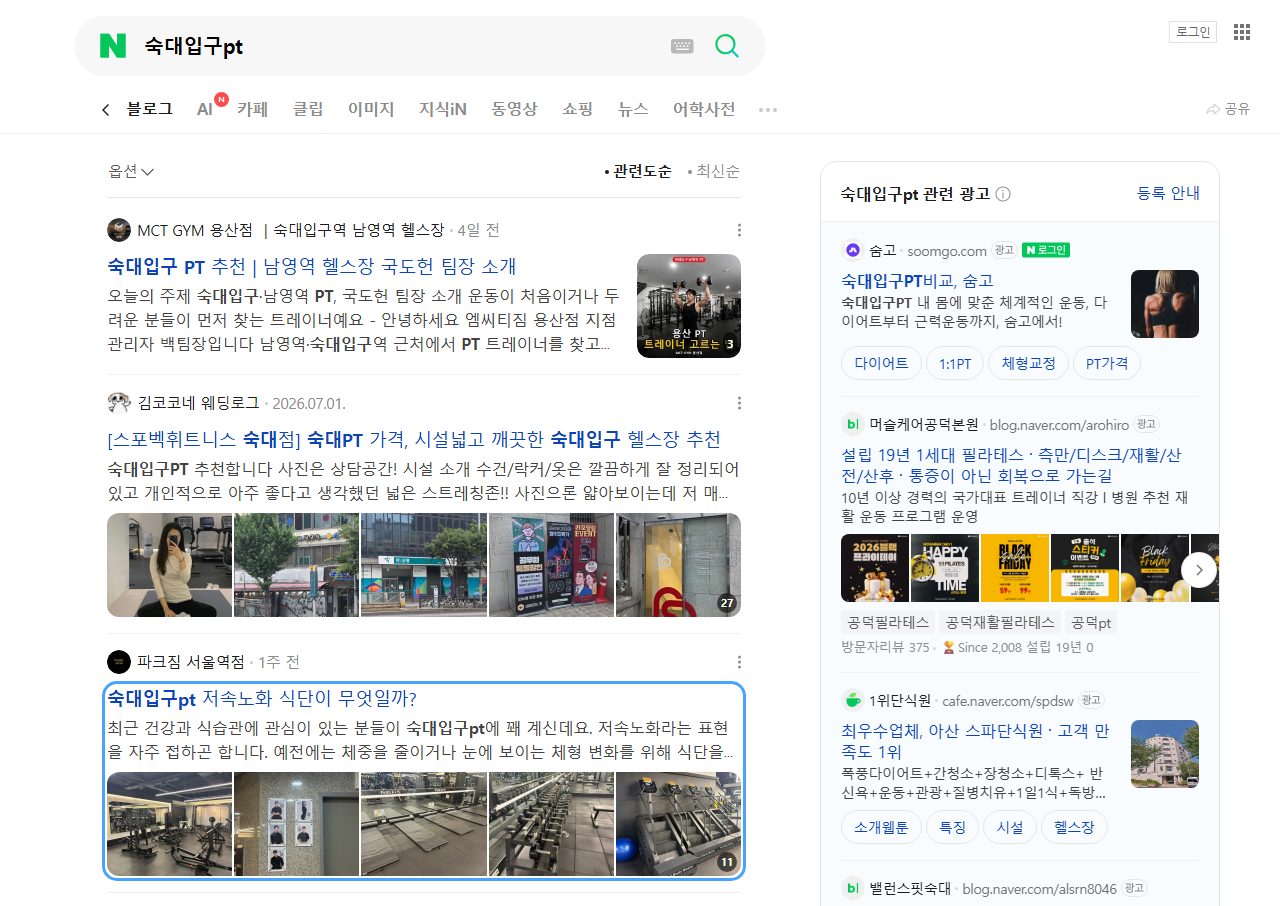 숙대입구pt
로그인
블로그
AI
N
카페
클립
이미지
지식iN
동영상
쇼핑
뉴스
어학사전
공유
옵션
• 관련도순
• 최신순
MCT GYM 용산점 ㅣ숙대입구역 남영역 헬스장 · 4일 전
숙대입구 PT 추천 | 남영역 헬스장 국도헌 팀장 소개
오늘의 주제 숙대입구·남영역 PT, 국도헌 팀장 소개 운동이 처음이거나 두
려운 분들이 먼저 찾는 트레이너예요 - 안녕하세요 엠씨티짐 용산점 지점
관리자 백팀장입니다 남영역·숙대입구역 근처에서 PT 트레이너를 찾고...
용산 PT
트레이너 고르는
3
MCT GYM 용산점
김코코네 웨딩로그 · 2026.07.01.
[스포벡휘트니스 숙대점] 숙대PT 가격, 시설넓고 깨끗한 숙대입구 헬스장 추천
숙대입구PT 추천합니다 사진은 상담공간! 시설 소개 수건/락커/옷은 깔끔하게 잘 정리되어
있고 개인적으로 아주 좋다고 생각했던 넓은 스트레칭존!! 사진으론 얇아보이는데 저 매...
27
파크짐 서울역점 · 1주 전
숙대입구pt 저속노화 식단이 무엇일까?
최근 건강과 식습관에 관심이 있는 분들이 숙대입구pt에 꽤 계신데요. 저속노화라는 표현
을 자주 접하곤 합니다. 예전에는 체중을 줄이거나 눈에 보이는 체형 변화를 위해 식단을...
11
숙대입구pt 관련 광고
등록 안내
숨고 · soomgo.com 광고 N 로그인
숙대입구PT비교, 숨고
숙대입구PT 내 몸에 맞춘 체계적인 운동, 다
이어트부터 근력운동까지, 숨고에서!
다이어트
1:1PT
체형교정
PT가격
bl 머슬케어공덕본원 · blog.naver.com/arohiro 광고
설립 19년 1세대 필라테스 · 측만/디스크/재활/산
전/산후 · 통증이 아닌 회복으로 가는길
10년 이상 경력의 국가대표 트레이너 직강 I 병원 추천 재
활 운동 프로그램 운영
2026블랙
프라이데이
HAPPY
TIME
BLACK
FRIDAY
출석
스티커
이벤트
Black
Friday
공덕필라테스
공덕재활필라테스
공덕pt
방문자리뷰 375 · Since 2,008 설립 19년 0
1위단식원 · cafe.naver.com/spdsw 광고
최우수업체, 아산 스파단식원 · 고객 만
족도 1위
폭풍다이어트+간청소+장청소+디톡스+ 반
신욕+운동+관광+질병치유+1일1식+독방...
소개웹툰
특징
시설
헬스장
bl 밸런스핏숙대 · blog.naver.com/alsrn8046 광고